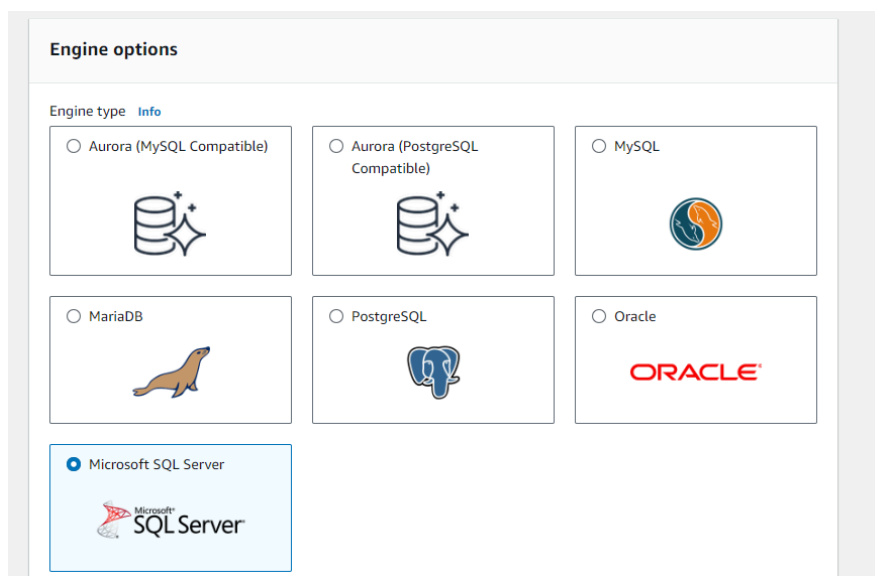 Engine options
Engine type Info
Aurora (MySQL Compatible)
Aurora (PostgreSQL
Compatible)
MySQL
MariaDB
PostgreSQL
Oracle
ORACLE
Microsoft SQL Server
Microsoft
SQL Server